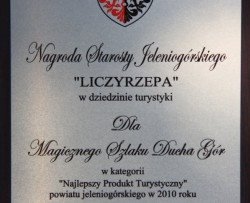 Nagroda Starosty Jeleniogórskiego
"LICZYRZEPA"
w dziedzinie turystyki
Dla
Magicznego Szlaku Ducha Gór
w kategorii
"Najlepszy Produkt Turystyczny"
powiatu jeleniogórskiego w 2010 roku